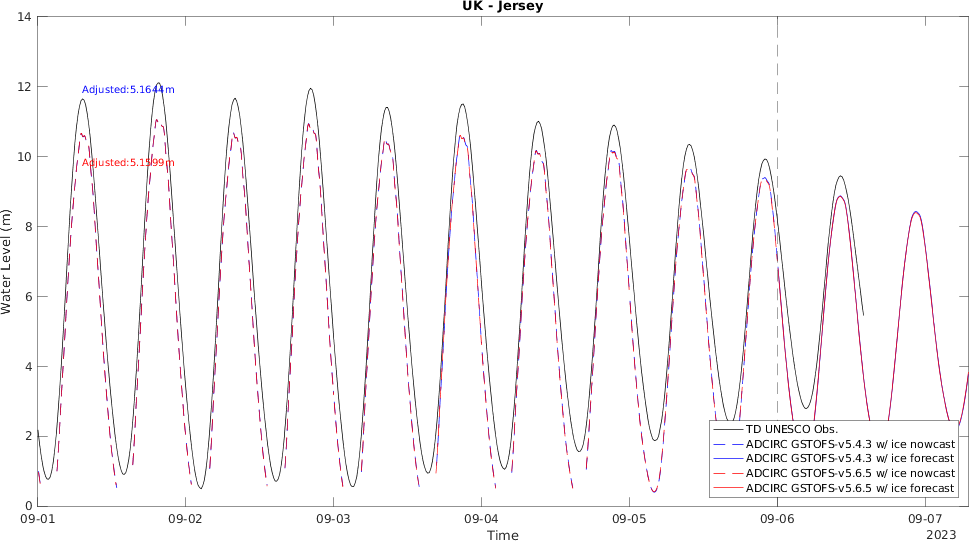 UK - Jersey
14
12
10
8
6
4
2
0
Water Level (m)
Adjusted:5.1644m
Adjusted:5.1599m
TD UNESCO Obs.
ADCIRC GSTOFS-v5.4.3 w/ ice nowcast
ADCIRC GSTOFS-v5.4.3 w/ ice forecast
ADCIRC GSTOFS-v5.6.5 w/ ice nowcast
ADCIRC GSTOFS-v5.6.5 w/ ice forecast
09-01 09-02 09-03 09-04 09-05 09-06 09-07
Time
2023